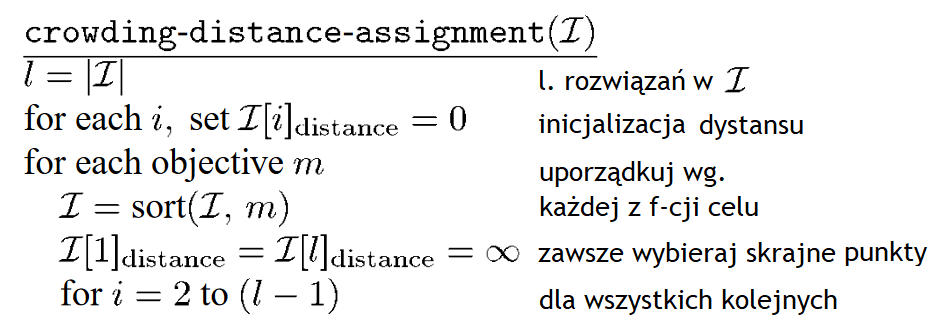 crowding-distance-assignment(ℐ)
l = |ℐ| l. rozwiązań w ℐ
for each i, set ℐ[i]distance = 0 inicjalizacja dystansu
for each objective m uporządkuj wg.
ℐ = sort(ℐ, m) każdej z f-cji celu
ℐ[1]distance = ℐ[l]distance = ∞ zawsze wybieraj skrajne punkty
for i = 2 to (l − 1) dla wszystkich kolejnych